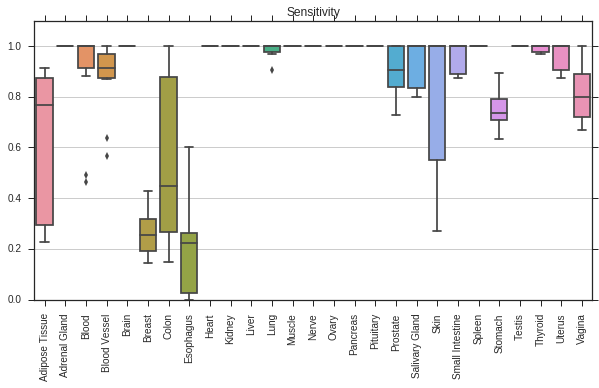 Sensitivity
1.0
0.8
0.6
0.4
0.2
0.0
Adipose Tissue
Adrenal Gland
Blood
Blood Vessel
Brain
Breast
Colon
Esophagus
Heart
Kidney
Liver
Lung
Muscle
Nerve
Ovary
Pancreas
Pituitary
Prostate
Salivary Gland
Skin
Small Intestine
Spleen
Stomach
Testis
Thyroid
Uterus
Vagina